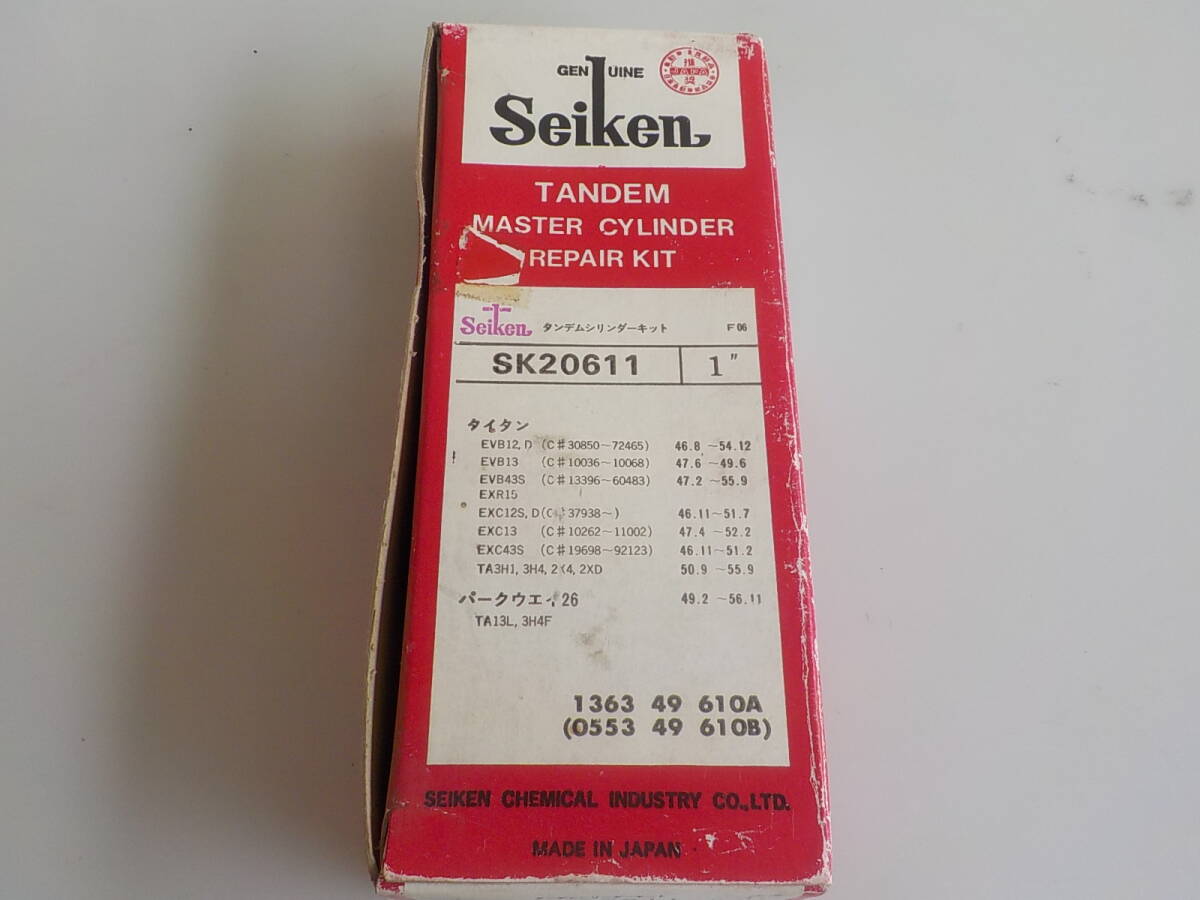 GENUINE
Seiken
TANDEM
MASTER CYLINDER
REPAIR KIT
Seiken タンデムシリンダーキット F06
SK20611 1"
タイタン
EVB12, D (C#30850~72465) 46.8 ~54.12
EVB13 (C#10036~10068) 47.6 ~49.6
EVB43S (C#13396~60483) 47.2 ~55.9
EXR15
EXC12S, D(C#37938~) 46.11~51.7
EXC13 (C#10262~11002) 47.4 ~52.2
EXC43S (C#19698~92123) 46.11~51.2
TA3H1, 3H4, 2X4, 2XD 50.9 ~55.9
パークウェイ26 49.2 ~56.11
TA13L, 3H4F
1363 49 610A
(0553 49 610B)
SEIKEN CHEMICAL INDUSTRY CO.,LTD.
MADE IN JAPAN